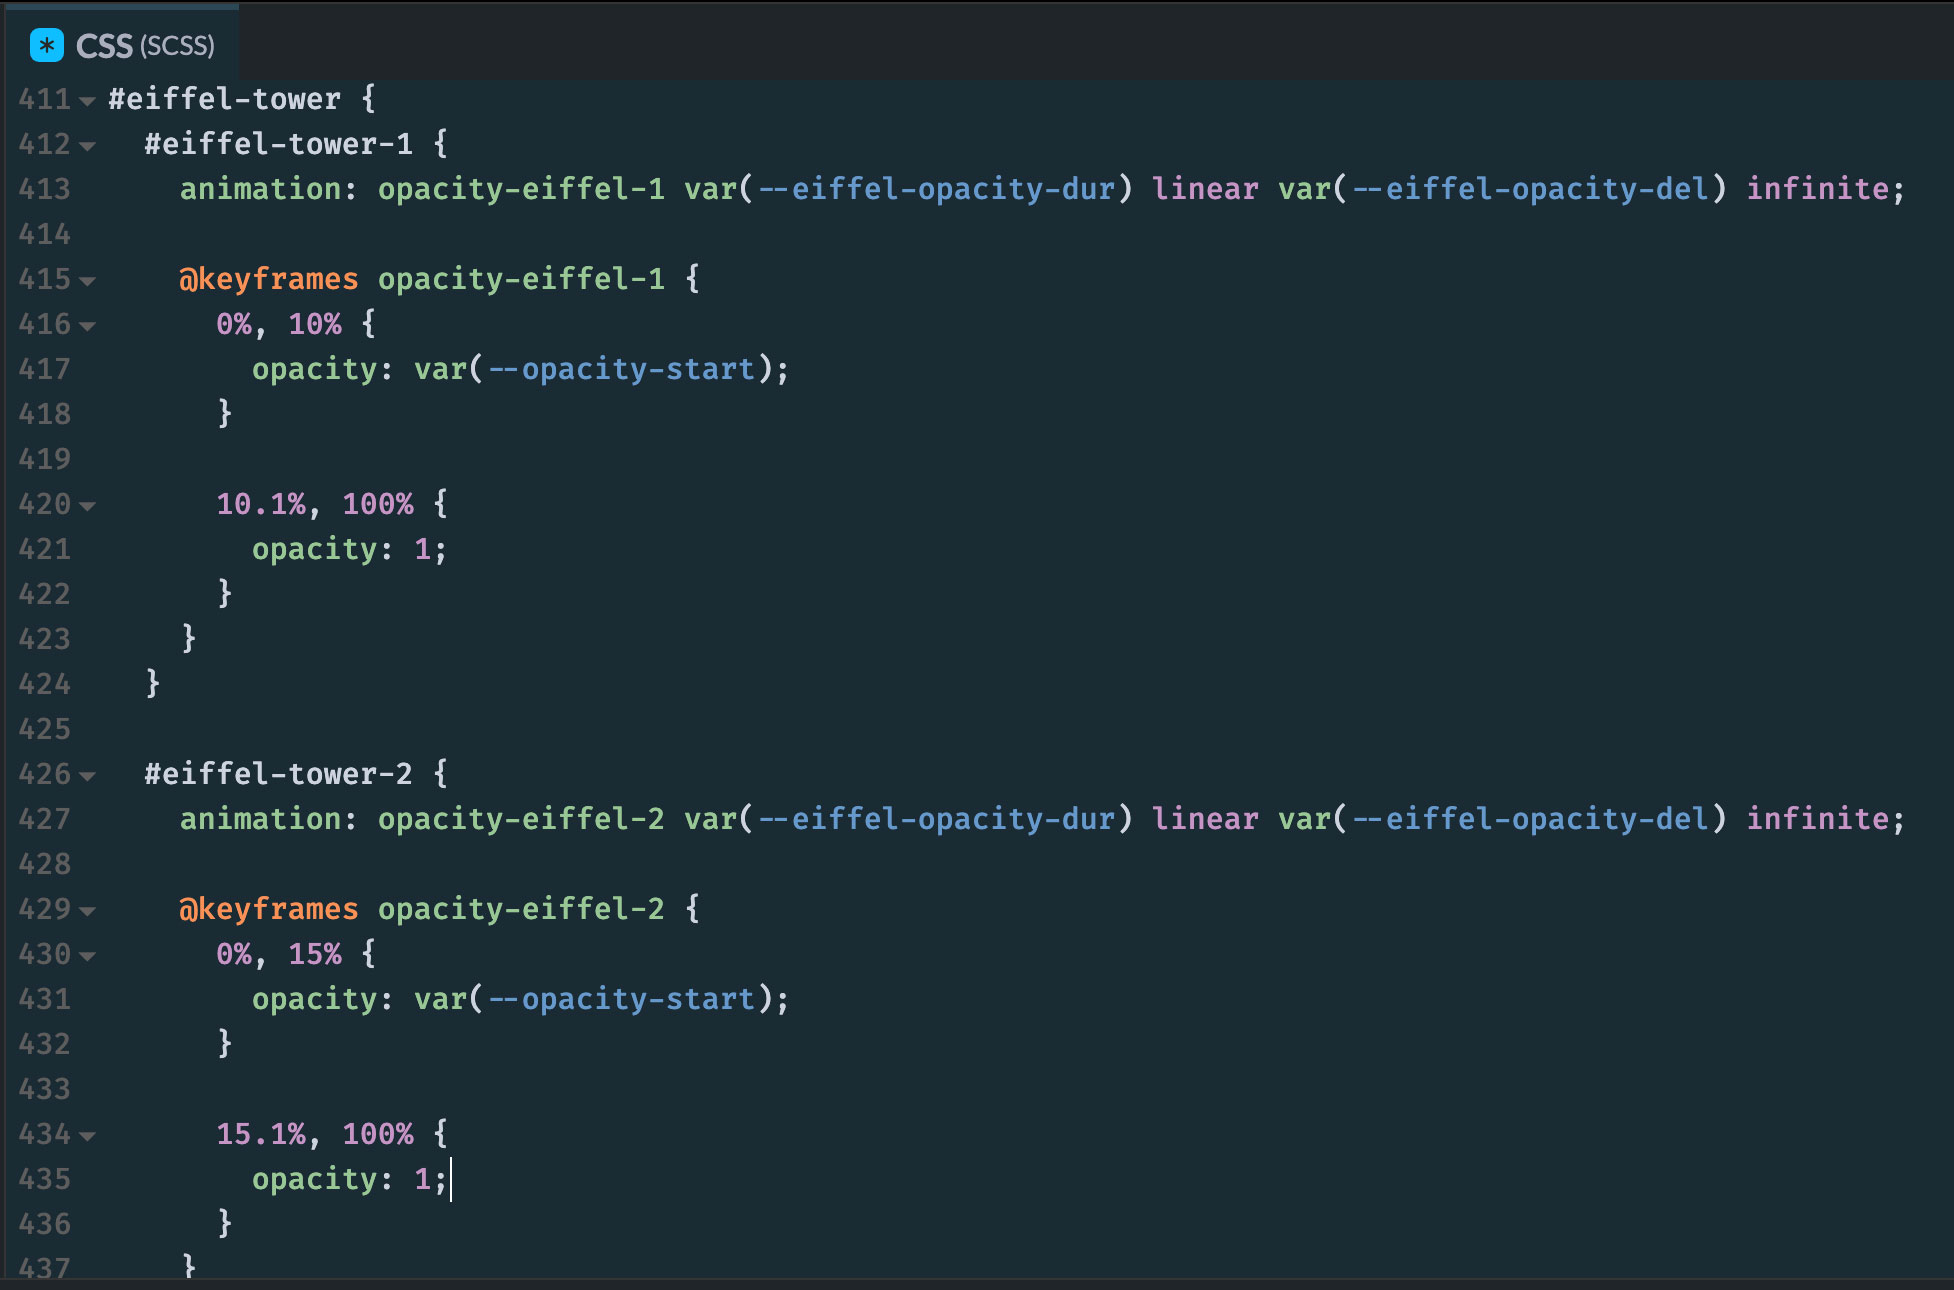 * CSS (SCSS)
411 #eiffel-tower {
412 #eiffel-tower-1 {
413 animation: opacity-eiffel-1 var(--eiffel-opacity-dur) linear var(--eiffel-opacity-del) infinite;
414
415 @keyframes opacity-eiffel-1 {
416 0%, 10% {
417 opacity: var(--opacity-start);
418 }
419
420 10.1%, 100% {
421 opacity: 1;
422 }
423 }
424 }
425
426 #eiffel-tower-2 {
427 animation: opacity-eiffel-2 var(--eiffel-opacity-dur) linear var(--eiffel-opacity-del) infinite;
428
429 @keyframes opacity-eiffel-2 {
430 0%, 15% {
431 opacity: var(--opacity-start);
432 }
433
434 15.1%, 100% {
435 opacity: 1;
436 }
437 }